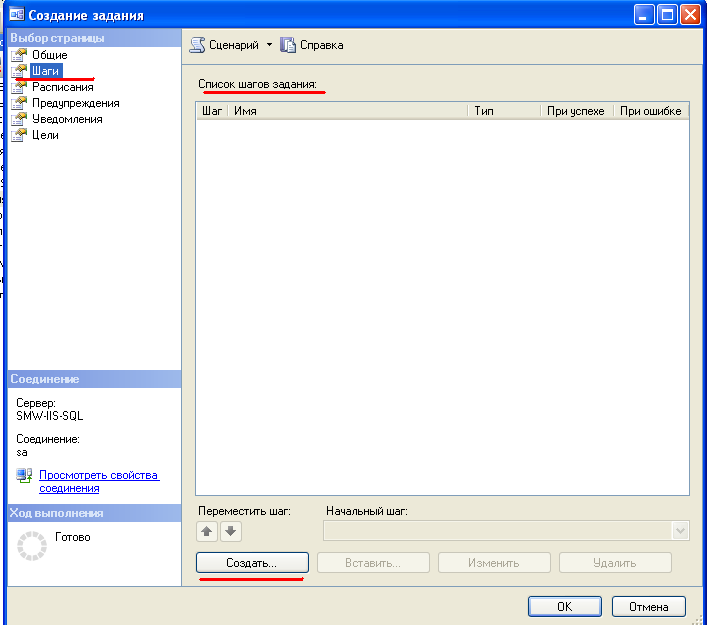 Создание задания
Выбор страницы
Общие
Шаги
Расписания
Предупреждения
Уведомления
Цели
Сценарий
Справка
Список шагов задания:
Шаг Имя Тип При успехе При ошибке
Соединение
Сервер:
SMW-IIS-SQL
Соединение:
sa
Просмотреть свойства
соединения
Ход выполнения
Готово
Переместить шаг:
Начальный шаг:
Создать...
Вставить...
Изменить
Удалить
OK
Отмена